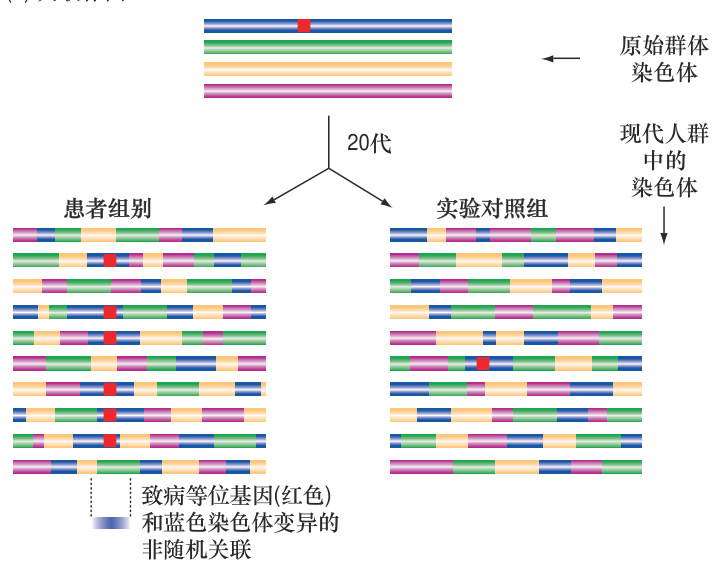 原始群体
染色体
20代
现代人群
中的
染色体
患者组别
实验对照组
致病等位基因(红色)
和蓝色染色体变异的
非随机关联